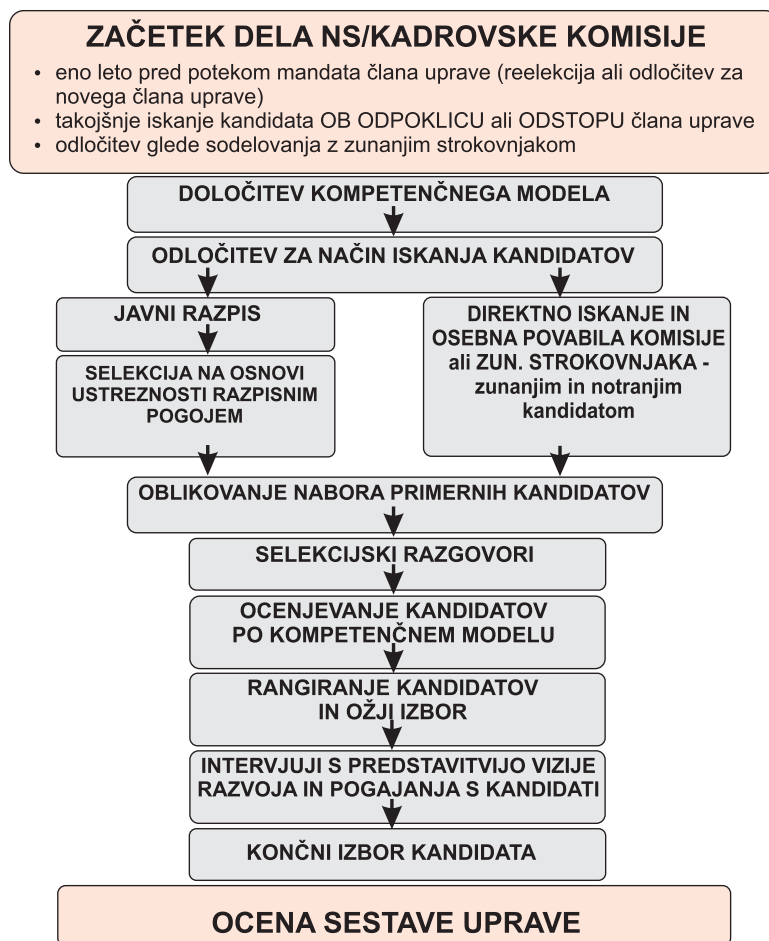 ZAČETEK DELA NS/KADROVSKE KOMISIJE
• eno leto pred potekom mandata člana uprave (reelekcija ali odločitev za
novega člana uprave)
• takojšnje iskanje kandidata OB ODPOKLICU ali ODSTOPU člana uprave
• odločitev glede sodelovanja z zunanjim strokovnjakom
DOLOČITEV KOMPETENČNEGA MODELA
ODLOČITEV ZA NAČIN ISKANJA KANDIDATOV
JAVNI RAZPIS
SELEKCIJA NA OSNOVI
USTREZNOSTI RAZPISNIM
POGOJEM
DIREKTNO ISKANJE IN
OSEBNA POVABILA KOMISIJE
ali ZUN. STROKOVNJAKA -
zunanjim in notranjim
kandidatom
OBLIKOVANJE NABORA PRIMERNIH KANDIDATOV
SELEKCIJSKI RAZGOVORI
OCENJEVANJE KANDIDATOV
PO KOMPETENČNEM MODELU
RANGIRANJE KANDIDATOV
IN OŽJI IZBOR
INTERVJUJI S PREDSTAVITVIJO VIZIJE
RAZVOJA IN POGAJANJA S KANDIDATI
KONČNI IZBOR KANDIDATA
OCENA SESTAVE UPRAVE